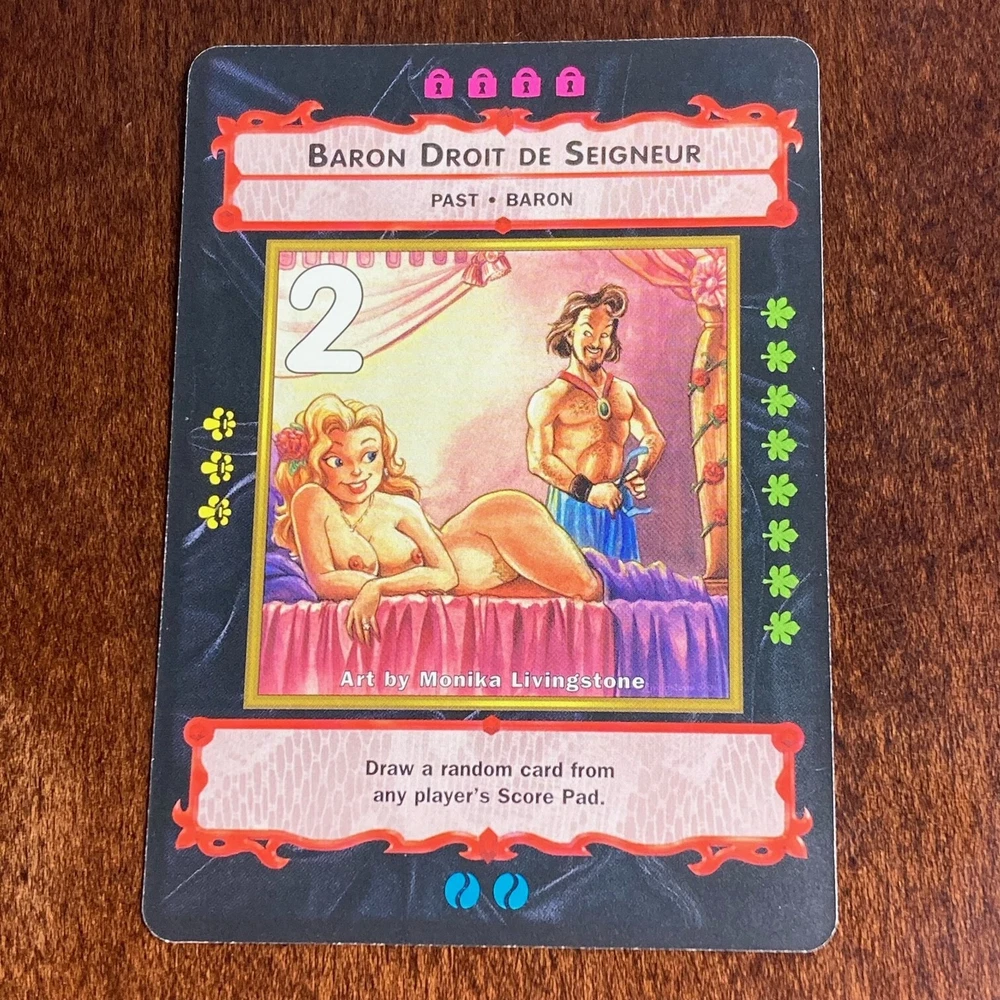 BARON DROIT DE SEIGNEUR
PAST • BARON
2
Art by Monika Livingstone
Draw a random card from
any player's Score Pad.